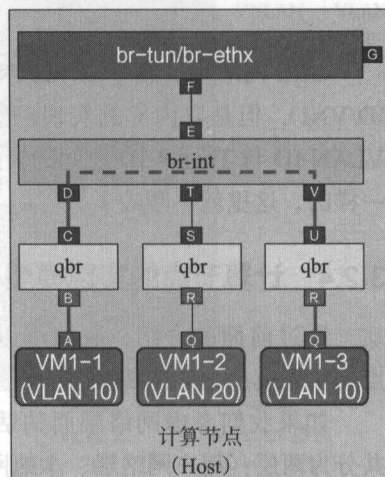 br-tun/br-ethx
G
F
E
br-int
D
T
V
C
S
U
qbr
qbr
qbr
B
R
R
A
Q
Q
VM1-1
(VLAN 10)
VM1-2
(VLAN 20)
VM1-3
(VLAN 10)
计算节点
(Host)